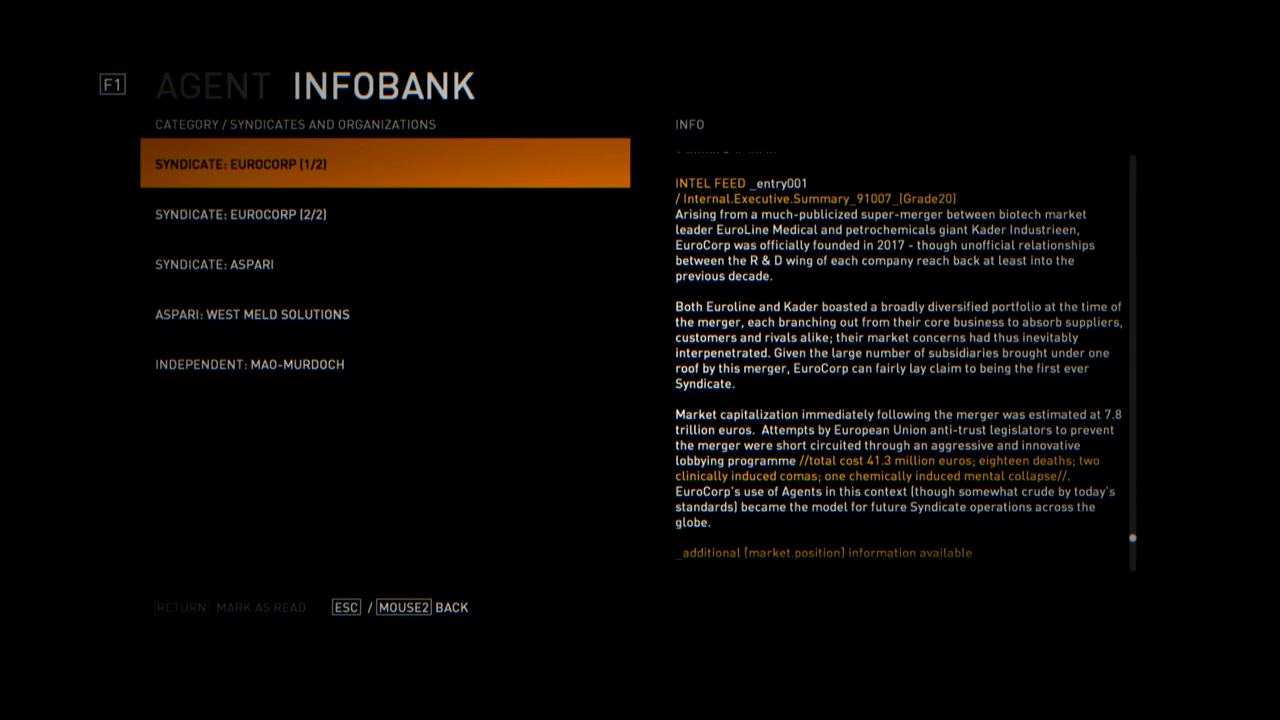 F1 AGENT INFOBANK
CATEGORY / SYNDICATES AND ORGANIZATIONS
SYNDICATE: EUROCORP (1/2)
SYNDICATE: EUROCORP (2/2)
SYNDICATE: ASPARI
ASPARI: WEST MELD SOLUTIONS
INDEPENDENT: MAO-MURDOCH
RETURN MARK AS READ ESC / MOUSE2 BACK
INFO
INTEL FEED _entry001
/ Internal.Executive.Summary_91007_(Grade20)
Arising from a much-publicized super-merger between biotech market
leader EuroLine Medical and petrochemicals giant Kader Industrieen,
EuroCorp was officially founded in 2017 - though unofficial relationships
between the R & D wing of each company reach back at least into the
previous decade.
Both Euroline and Kader boasted a broadly diversified portfolio at the time of
the merger, each branching out from their core business to absorb suppliers,
customers and rivals alike; their market concerns had thus inevitably
interpenetrated. Given the large number of subsidiaries brought under one
roof by this merger, EuroCorp can fairly lay claim to being the first ever
Syndicate.
Market capitalization immediately following the merger was estimated at 7.8
trillion euros.  Attempts by European Union anti-trust legislators to prevent
the merger were short circuited through an aggressive and innovative
lobbying programme //total cost 41.3 million euros; eighteen deaths; two
clinically induced comas; one chemically induced mental collapse//.
EuroCorp's use of Agents in this context (though somewhat crude by today's
standards) became the model for future Syndicate operations across the
globe.
_additional [market.position] information available